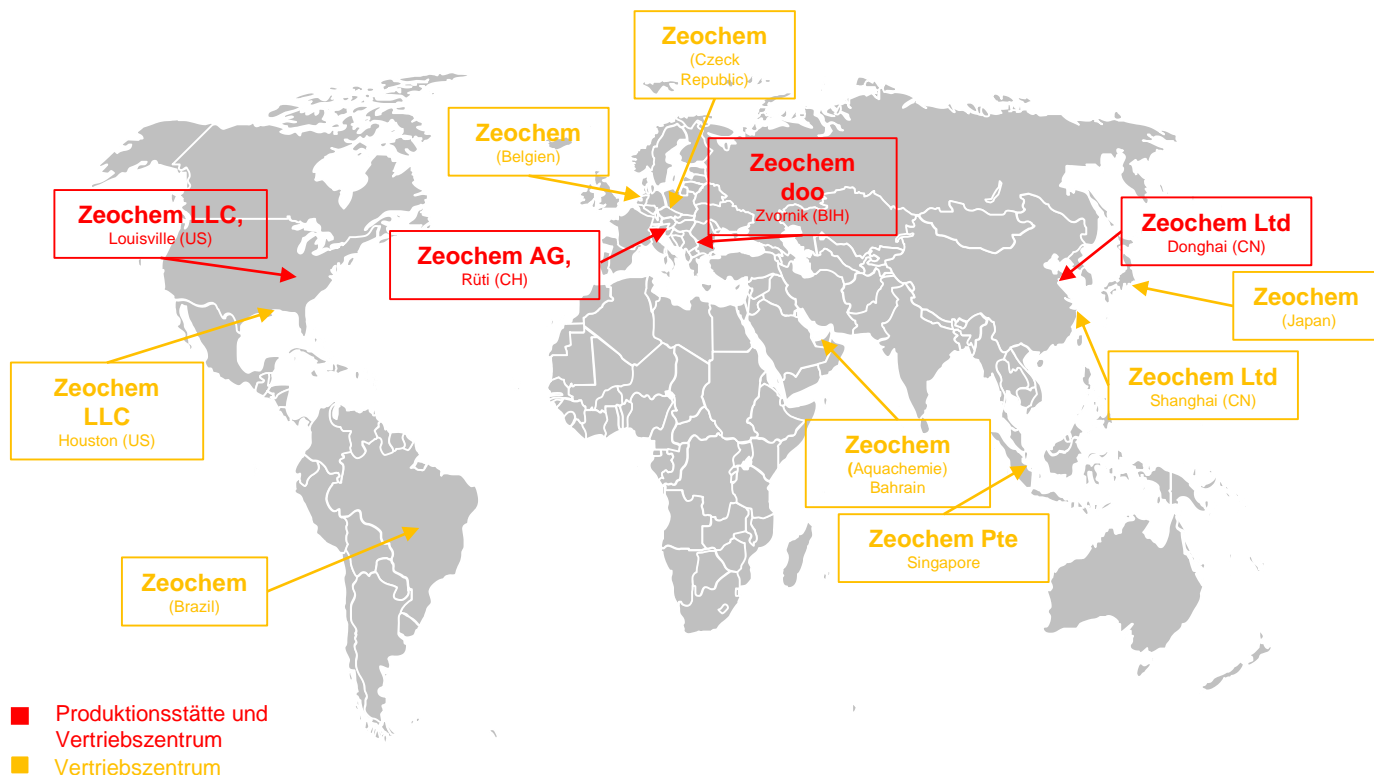 Zeochem
(Czeck
Republic)
Zeochem
(Belgien)
Zeochem
doo
Zvornik (BIH)
Zeochem LLC,
Louisville (US)
Zeochem AG,
Rüti (CH)
Zeochem Ltd
Donghai (CN)
Zeochem
(Japan)
Zeochem
LLC
Houston (US)
Zeochem Ltd
Shanghai (CN)
Zeochem
(Aquachemie)
Bahrain
Zeochem Pte
Singapore
Zeochem
(Brazil)
Produktionsstätte und
Vertriebszentrum
Vertriebszentrum